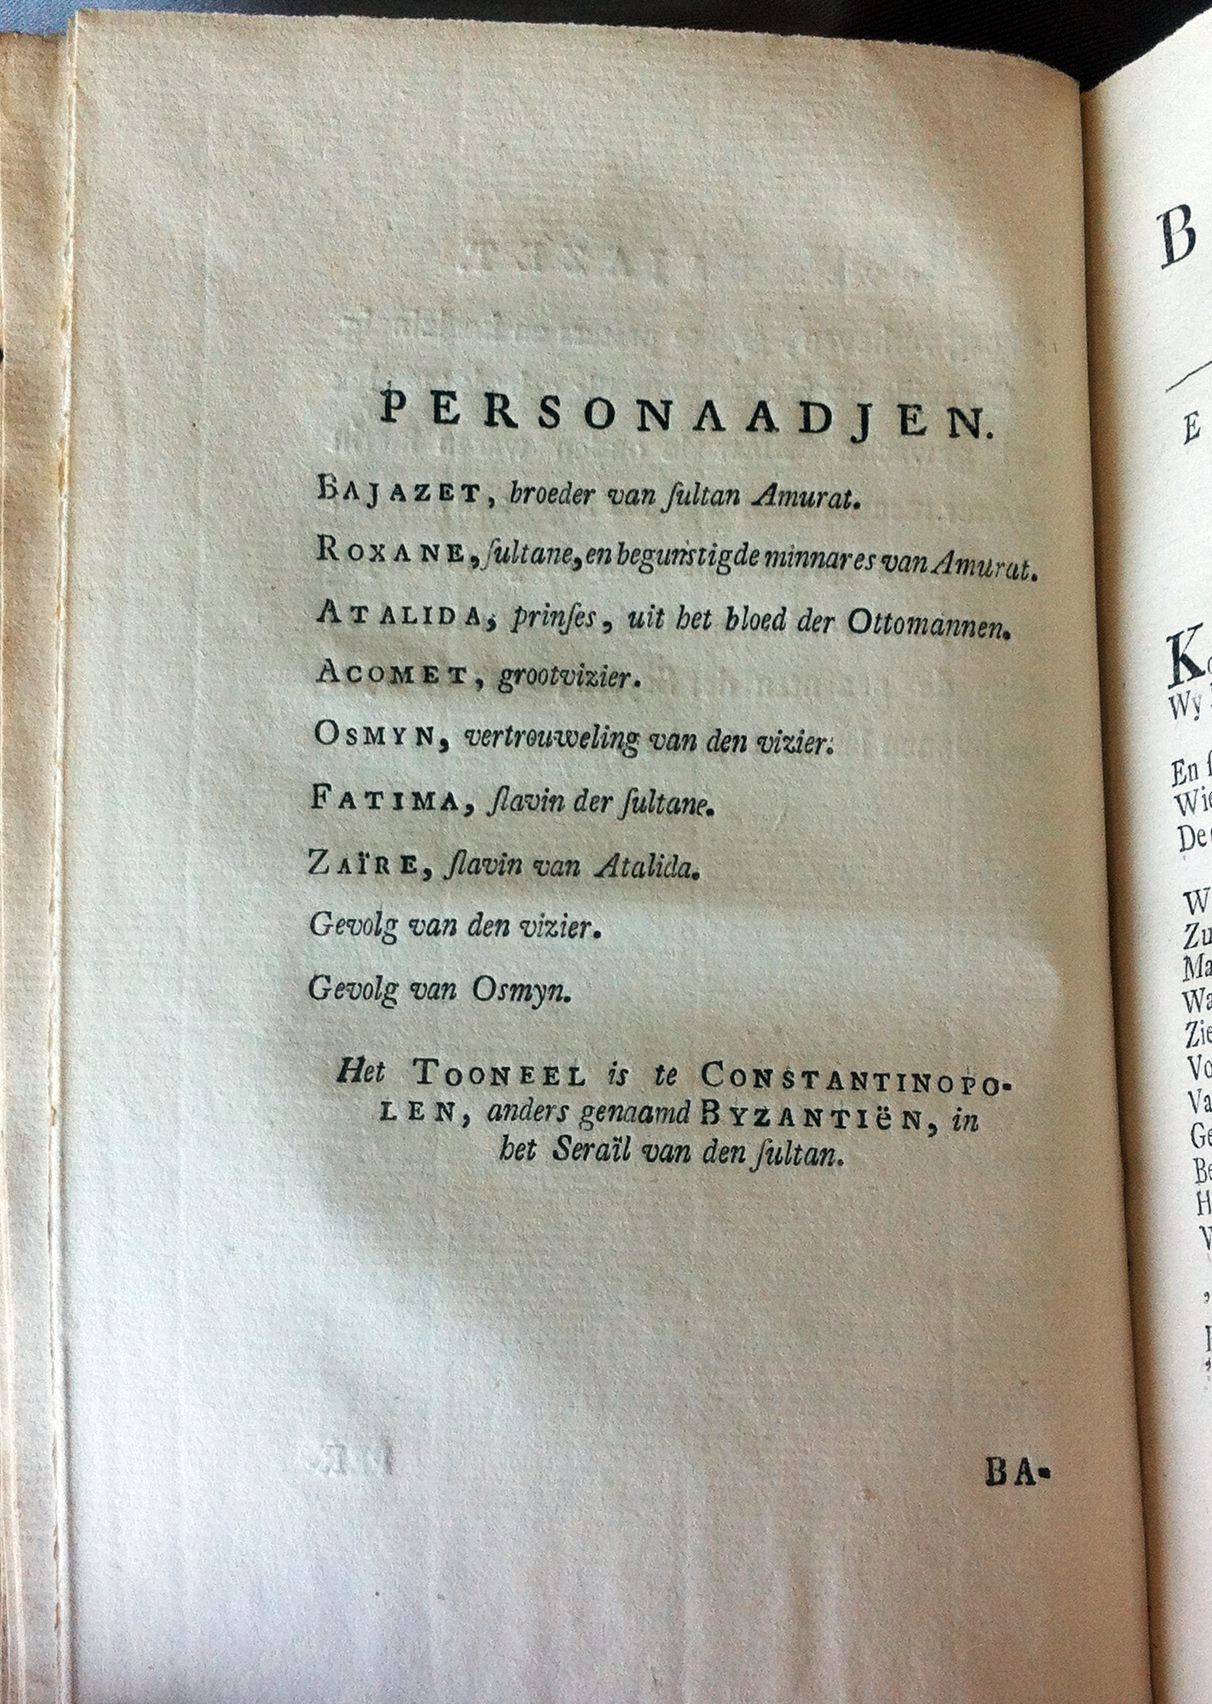 PERSONAADJEN.
BAJAZET, broeder van ſultan Amurat.
ROXANE, ſultane, en begunstigde minnares van Amurat.
ATALIDA, prinſes, uit het bloed der Ottomannen.
ACOMET, grootvizier.
OSMYN, vertrouweling van den vizier.
FATIMA, ſlavin der ſultane.
ZAÏRE, ſlavin van Atalida.
Gevolg van den vizier.
Gevolg van Osmyn.
Het TOONEEL is te CONSTANTINOPO-
LEN, anders genaamd BYZANTIëN, in
het Seraïl van den ſultan.
BA-
B
E
Wy
En